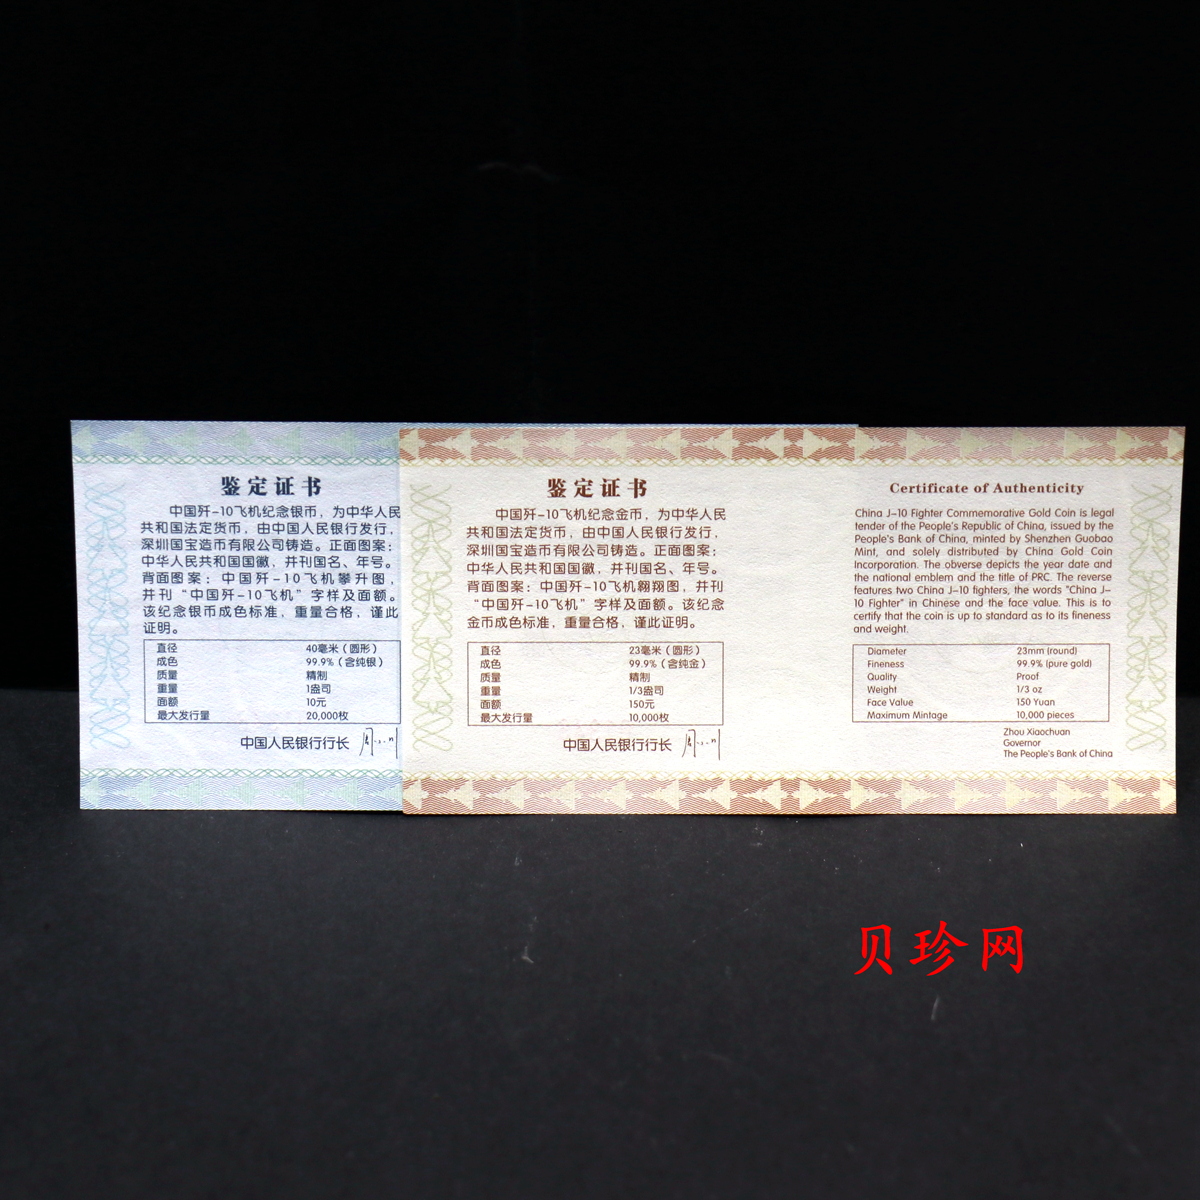 鉴定证书
中国歼-10飞机纪念银币，为中华人民
共和国法定货币，由中国人民银行发行，
深圳国宝造币有限公司铸造。正面图案：
中华人民共和国国徽，并刊国名、年号。
背面图案：中国歼-10飞机攀升图，
并刊“中国歼-10飞机”字样及面额。
该纪念银币成色标准，重量合格，谨此
证明。
直径 40毫米（圆形）
成色 99.9%（含纯银）
质量 精制
重量 1盎司
面额 10元
最大发行量 20,000枚
中国人民银行行长
鉴定证书
中国歼-10飞机纪念金币，为中华人民
共和国法定货币，由中国人民银行发行，
深圳国宝造币有限公司铸造。正面图案：
中华人民共和国国徽，并刊国名、年号。
背面图案：中国歼-10飞机翱翔图，并刊
“中国歼-10飞机”字样及面额。该纪念
金币成色标准，重量合格，谨此证明。
直径 23毫米（圆形）
成色 99.9%（含纯金）
质量 精制
重量 1/3盎司
面额 150元
最大发行量 10,000枚
中国人民银行行长
Certificate of Authenticity
China J-10 Fighter Commemorative Gold Coin is legal
tender of the People's Republic of China, issued by the
People's Bank of China, minted by Shenzhen Guobao
Mint, and solely distributed by China Gold Coin
Incorporation. The obverse depicts the year date and
the national emblem and the title of PRC. The reverse
features two China J-10 fighters, the words "China J-
10 Fighter" in Chinese and the face value. This is to
certify that the coin is up to standard as to its fineness
and weight.
Diameter 23mm (round)
Fineness 99.9% (pure gold)
Quality Proof
Weight 1/3 oz
Face Value 150 Yuan
Maximum Mintage 10,000 pieces
Zhou Xiaochuan
Governor
The People's Bank of China
贝珍网